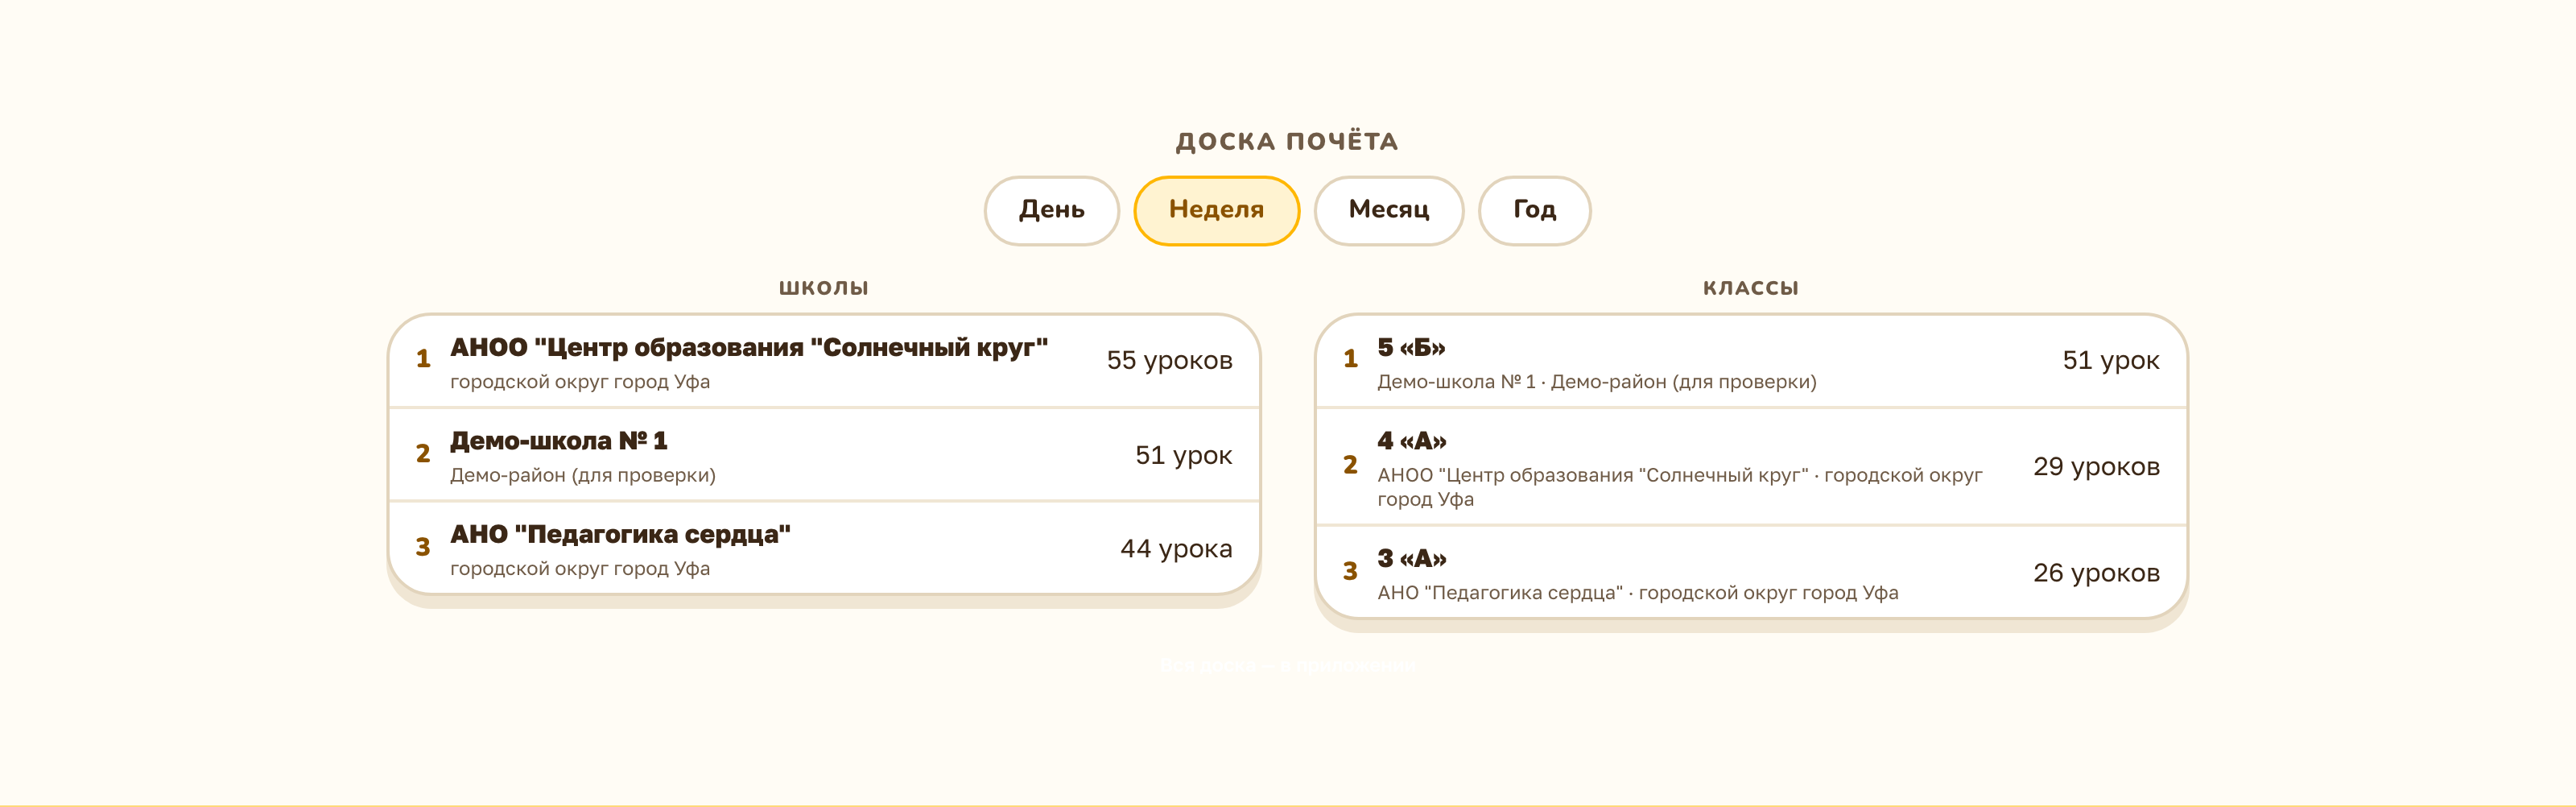 ДОСКА ПОЧЁТА
День Неделя Месяц Год
ШКОЛЫ
1 АНОО "Центр образования "Солнечный круг" 55 уроков
городской округ город Уфа
2 Демо-школа № 1 51 урок
Демо-район (для проверки)
3 АНО "Педагогика сердца" 44 урока
городской округ город Уфа
КЛАССЫ
1 5 «Б» 51 урок
Демо-школа № 1 · Демо-район (для проверки)
2 4 «А» 29 уроков
АНОО "Центр образования "Солнечный круг" · городской округ
город Уфа
3 3 «А» 26 уроков
АНО "Педагогика сердца" · городской округ город Уфа